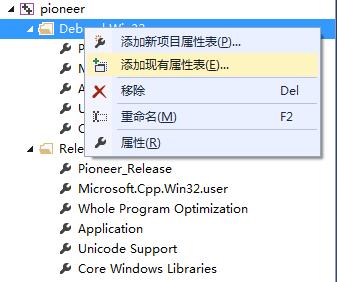 pioneer
Debug | Win32
添加新项目属性表(P)...
添加现有属性表(E)...
移除 Del
重命名(M) F2
属性(R)
Pioneer_Release
Microsoft.Cpp.Win32.user
Whole Program Optimization
Application
Unicode Support
Core Windows Libraries